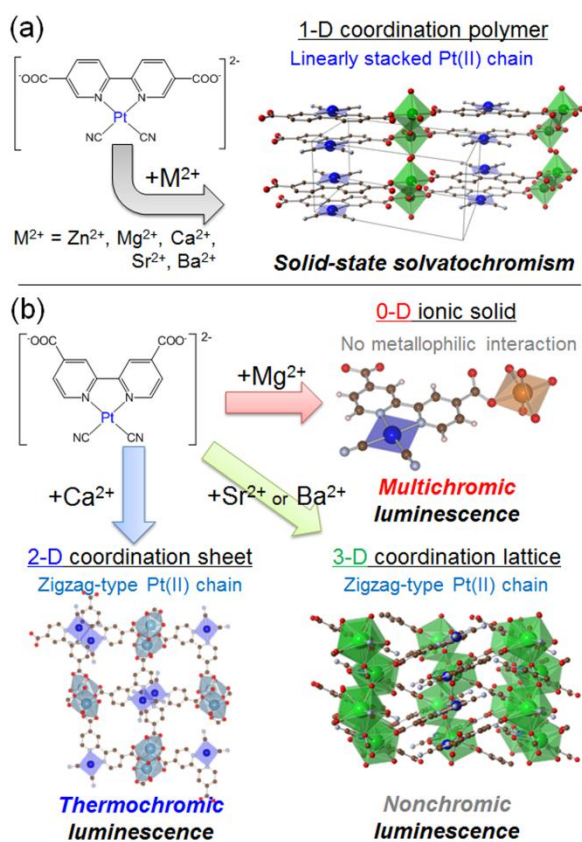 (a)
1-D coordination polymer
Linearly stacked Pt(II) chain
⁻OOC
COO⁻
2-
N
N
Pt
NC
CN
+M²⁺
M²⁺ = Zn²⁺, Mg²⁺, Ca²⁺,
Sr²⁺, Ba²⁺
Solid-state solvatochromism
(b)
0-D ionic solid
No metallophilic interaction
⁻OOC
COO⁻
2-
N
N
Pt
NC
CN
+Mg²⁺
Multichromic
luminescence
+Ca²⁺
+Sr²⁺ or Ba²⁺
2-D coordination sheet
Zigzag-type Pt(II) chain
3-D coordination lattice
Zigzag-type Pt(II) chain
Thermochromic
luminescence
Nonchromic
luminescence